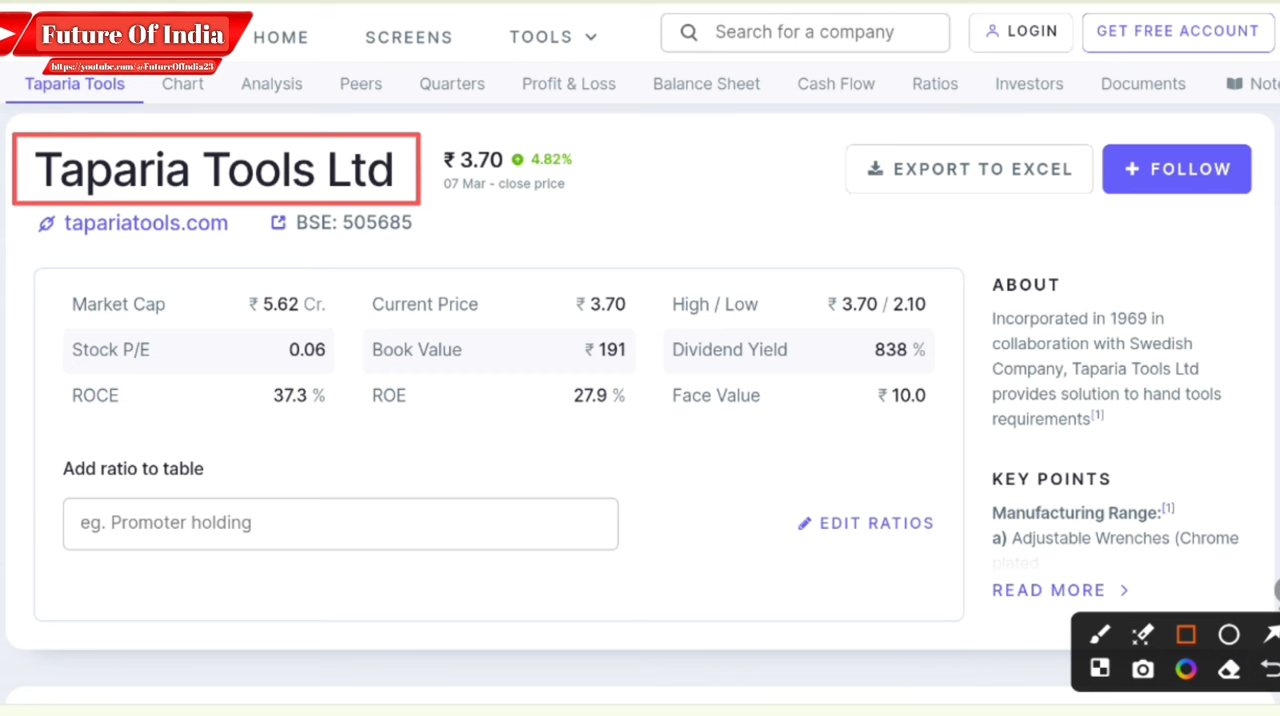 Future Of India
https://youtube.com/@FutureOfIndia23
HOME
SCREENS
TOOLS
Search for a company
LOGIN
GET FREE ACCOUNT
Taparia Tools
Chart
Analysis
Peers
Quarters
Profit & Loss
Balance Sheet
Cash Flow
Ratios
Investors
Documents
Note
Taparia Tools Ltd
₹ 3.70 4.82%
07 Mar - close price
EXPORT TO EXCEL
+ FOLLOW
tapariatools.com
BSE: 505685
Market Cap ₹ 5.62 Cr.
Current Price ₹ 3.70
High / Low ₹ 3.70 / 2.10
Stock P/E 0.06
Book Value ₹ 191
Dividend Yield 838 %
ROCE 37.3 %
ROE 27.9 %
Face Value ₹ 10.0
Add ratio to table
eg. Promoter holding
EDIT RATIOS
ABOUT
Incorporated in 1969 in
collaboration with Swedish
Company, Taparia Tools Ltd
provides solution to hand tools
requirements[1]
KEY POINTS
Manufacturing Range:[1]
a) Adjustable Wrenches (Chrome
plated
READ MORE